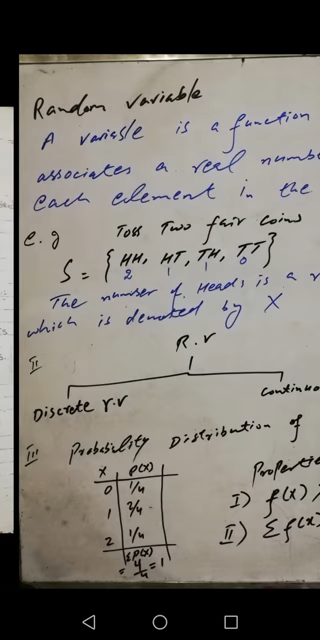 Random variable
A variable is a function
associates a real numbe
each element in the
e.g Toss Two fair coins
S = { HH, HT, TH, TT }
2 1 1 0
The number of Heads is a r
which is denoted by X
II R.v
Discrete r.v continuo
III Probability Distribution of
X P(x)
0 1/4
1 2/4
2 1/4
ΣP(x)
= 4/4 = 1
Properties
I) f(x) ⩾
II) Σf(x)